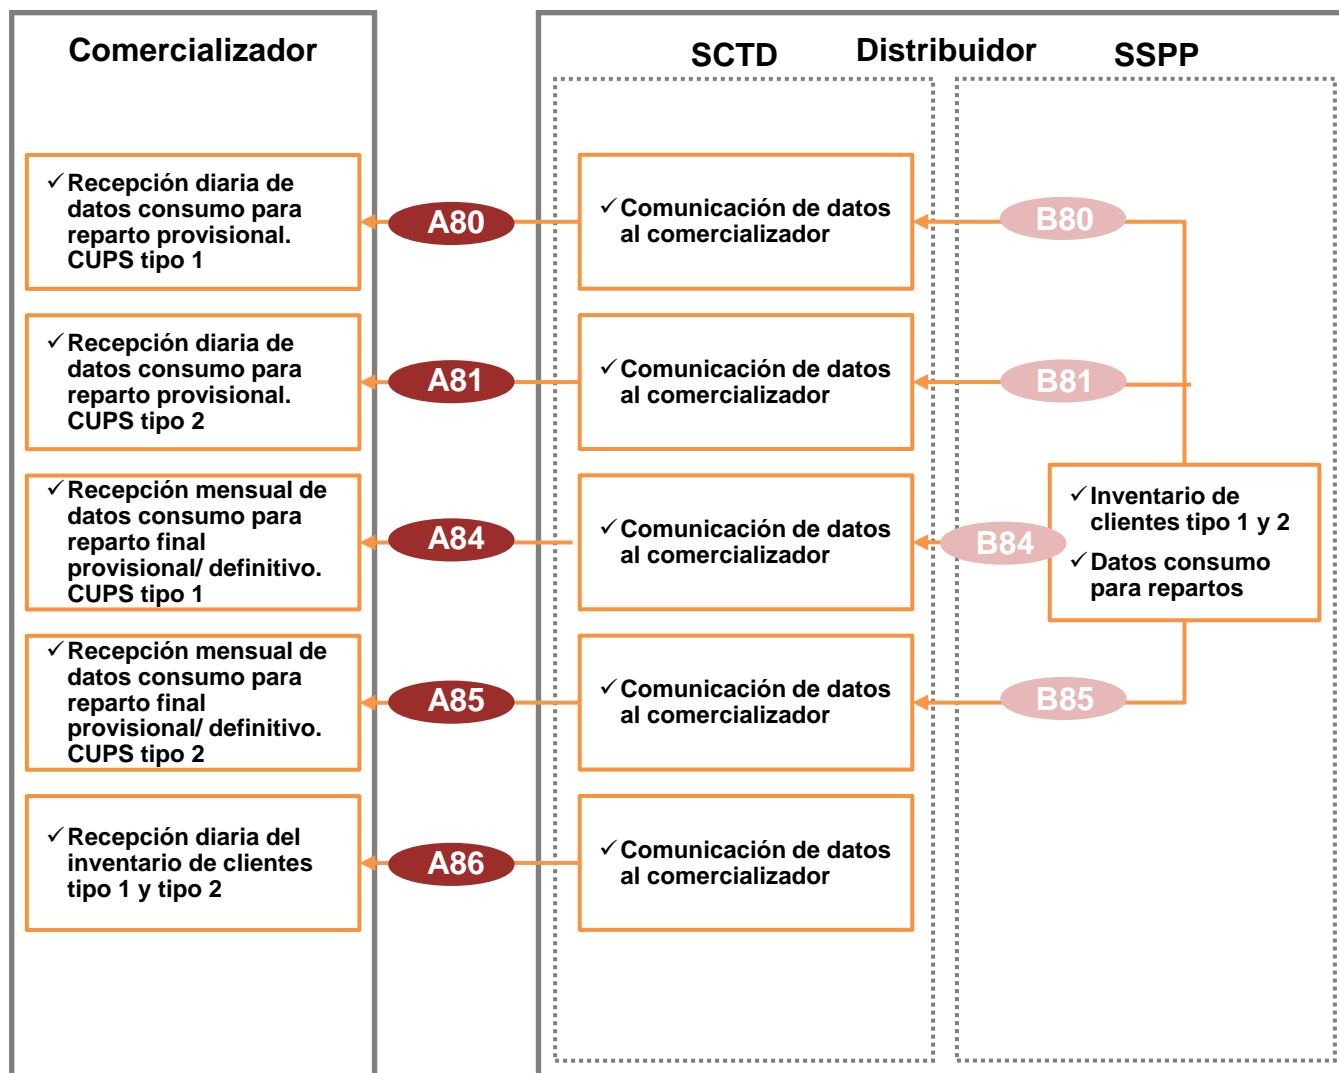 Comercializador
SCTD
Distribuidor
SSPP
✓ Recepción diaria de
datos consumo para
reparto provisional.
CUPS tipo 1
A80
✓ Comunicación de datos
al comercializador
B80
✓ Recepción diaria de
datos consumo para
reparto provisional.
CUPS tipo 2
A81
✓ Comunicación de datos
al comercializador
B81
✓ Recepción mensual de
datos consumo para
reparto final
provisional/ definitivo.
CUPS tipo 1
A84
✓ Comunicación de datos
al comercializador
B84
✓ Inventario de
clientes tipo 1 y 2
✓ Datos consumo
para repartos
✓ Recepción mensual de
datos consumo para
reparto final
provisional/ definitivo.
CUPS tipo 2
A85
✓ Comunicación de datos
al comercializador
B85
✓ Recepción diaria del
inventario de clientes
tipo 1 y tipo 2
A86
✓ Comunicación de datos
al comercializador